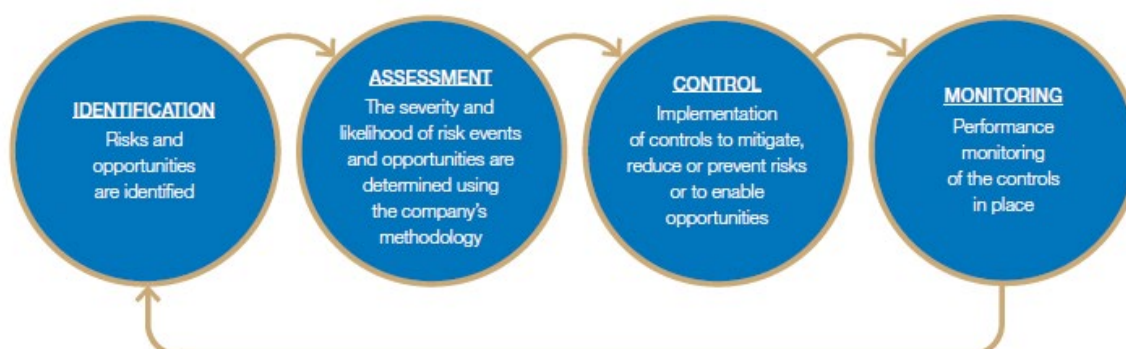 IDENTIFICATION
Risks and
opportunities
are identified
ASSESSMENT
The severity and
likelihood of risk events
and opportunities are
determined using
the company's
methodology
CONTROL
Implementation
of controls to mitigate,
reduce or prevent risks
or to enable
opportunities
MONITORING
Performance
monitoring
of the controls
in place